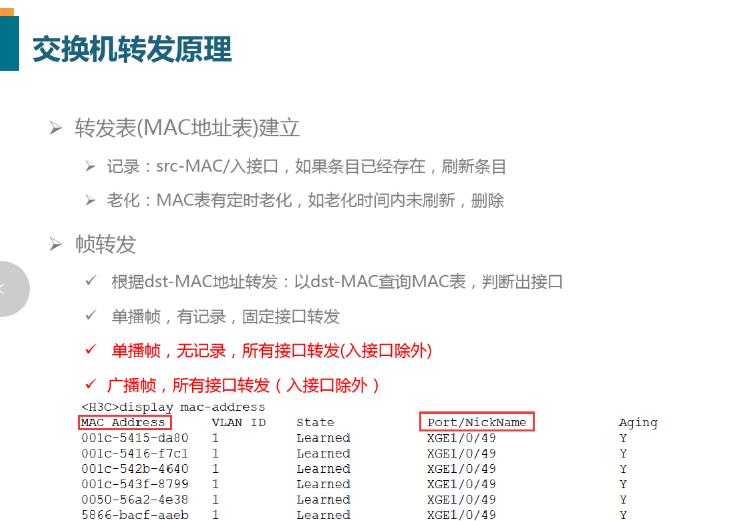 交换机转发原理
转发表(MAC地址表)建立
记录：src-MAC/入接口，如果条目已经存在，刷新条目
老化：MAC表有定时老化，如老化时间内未刷新，删除
帧转发
根据dst-MAC地址转发：以dst-MAC查询MAC表，判断出接口
单播帧，有记录，固定接口转发
单播帧，无记录，所有接口转发(入接口除外)
广播帧，所有接口转发（入接口除外）
<H3C>display mac-address
MAC Address VLAN ID State Port/NickName Aging
001c-5415-da80 1 Learned XGE1/0/49 Y
001c-5416-f7c1 1 Learned XGE1/0/49 Y
001c-542b-4640 1 Learned XGE1/0/49 Y
001c-543f-8799 1 Learned XGE1/0/49 Y
0050-56a2-4e38 1 Learned XGE1/0/49 Y
5866-bacf-aaeb 1 Learned XGE1/0/49 Y